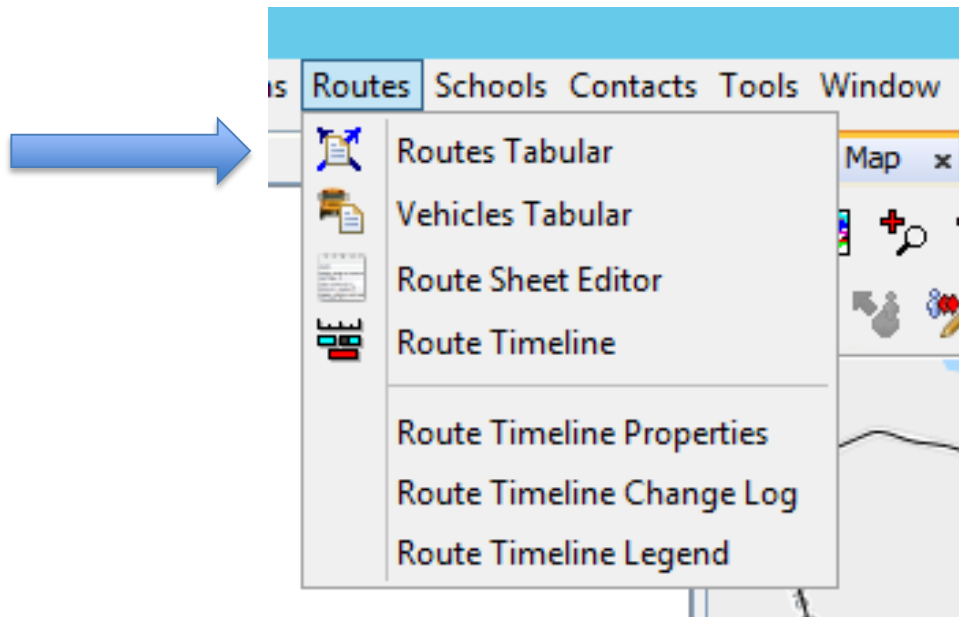 Routes Schools Contacts Tools Window
Routes Tabular
Map x
Vehicles Tabular
Route Sheet Editor
Route Timeline
Route Timeline Properties
Route Timeline Change Log
Route Timeline Legend